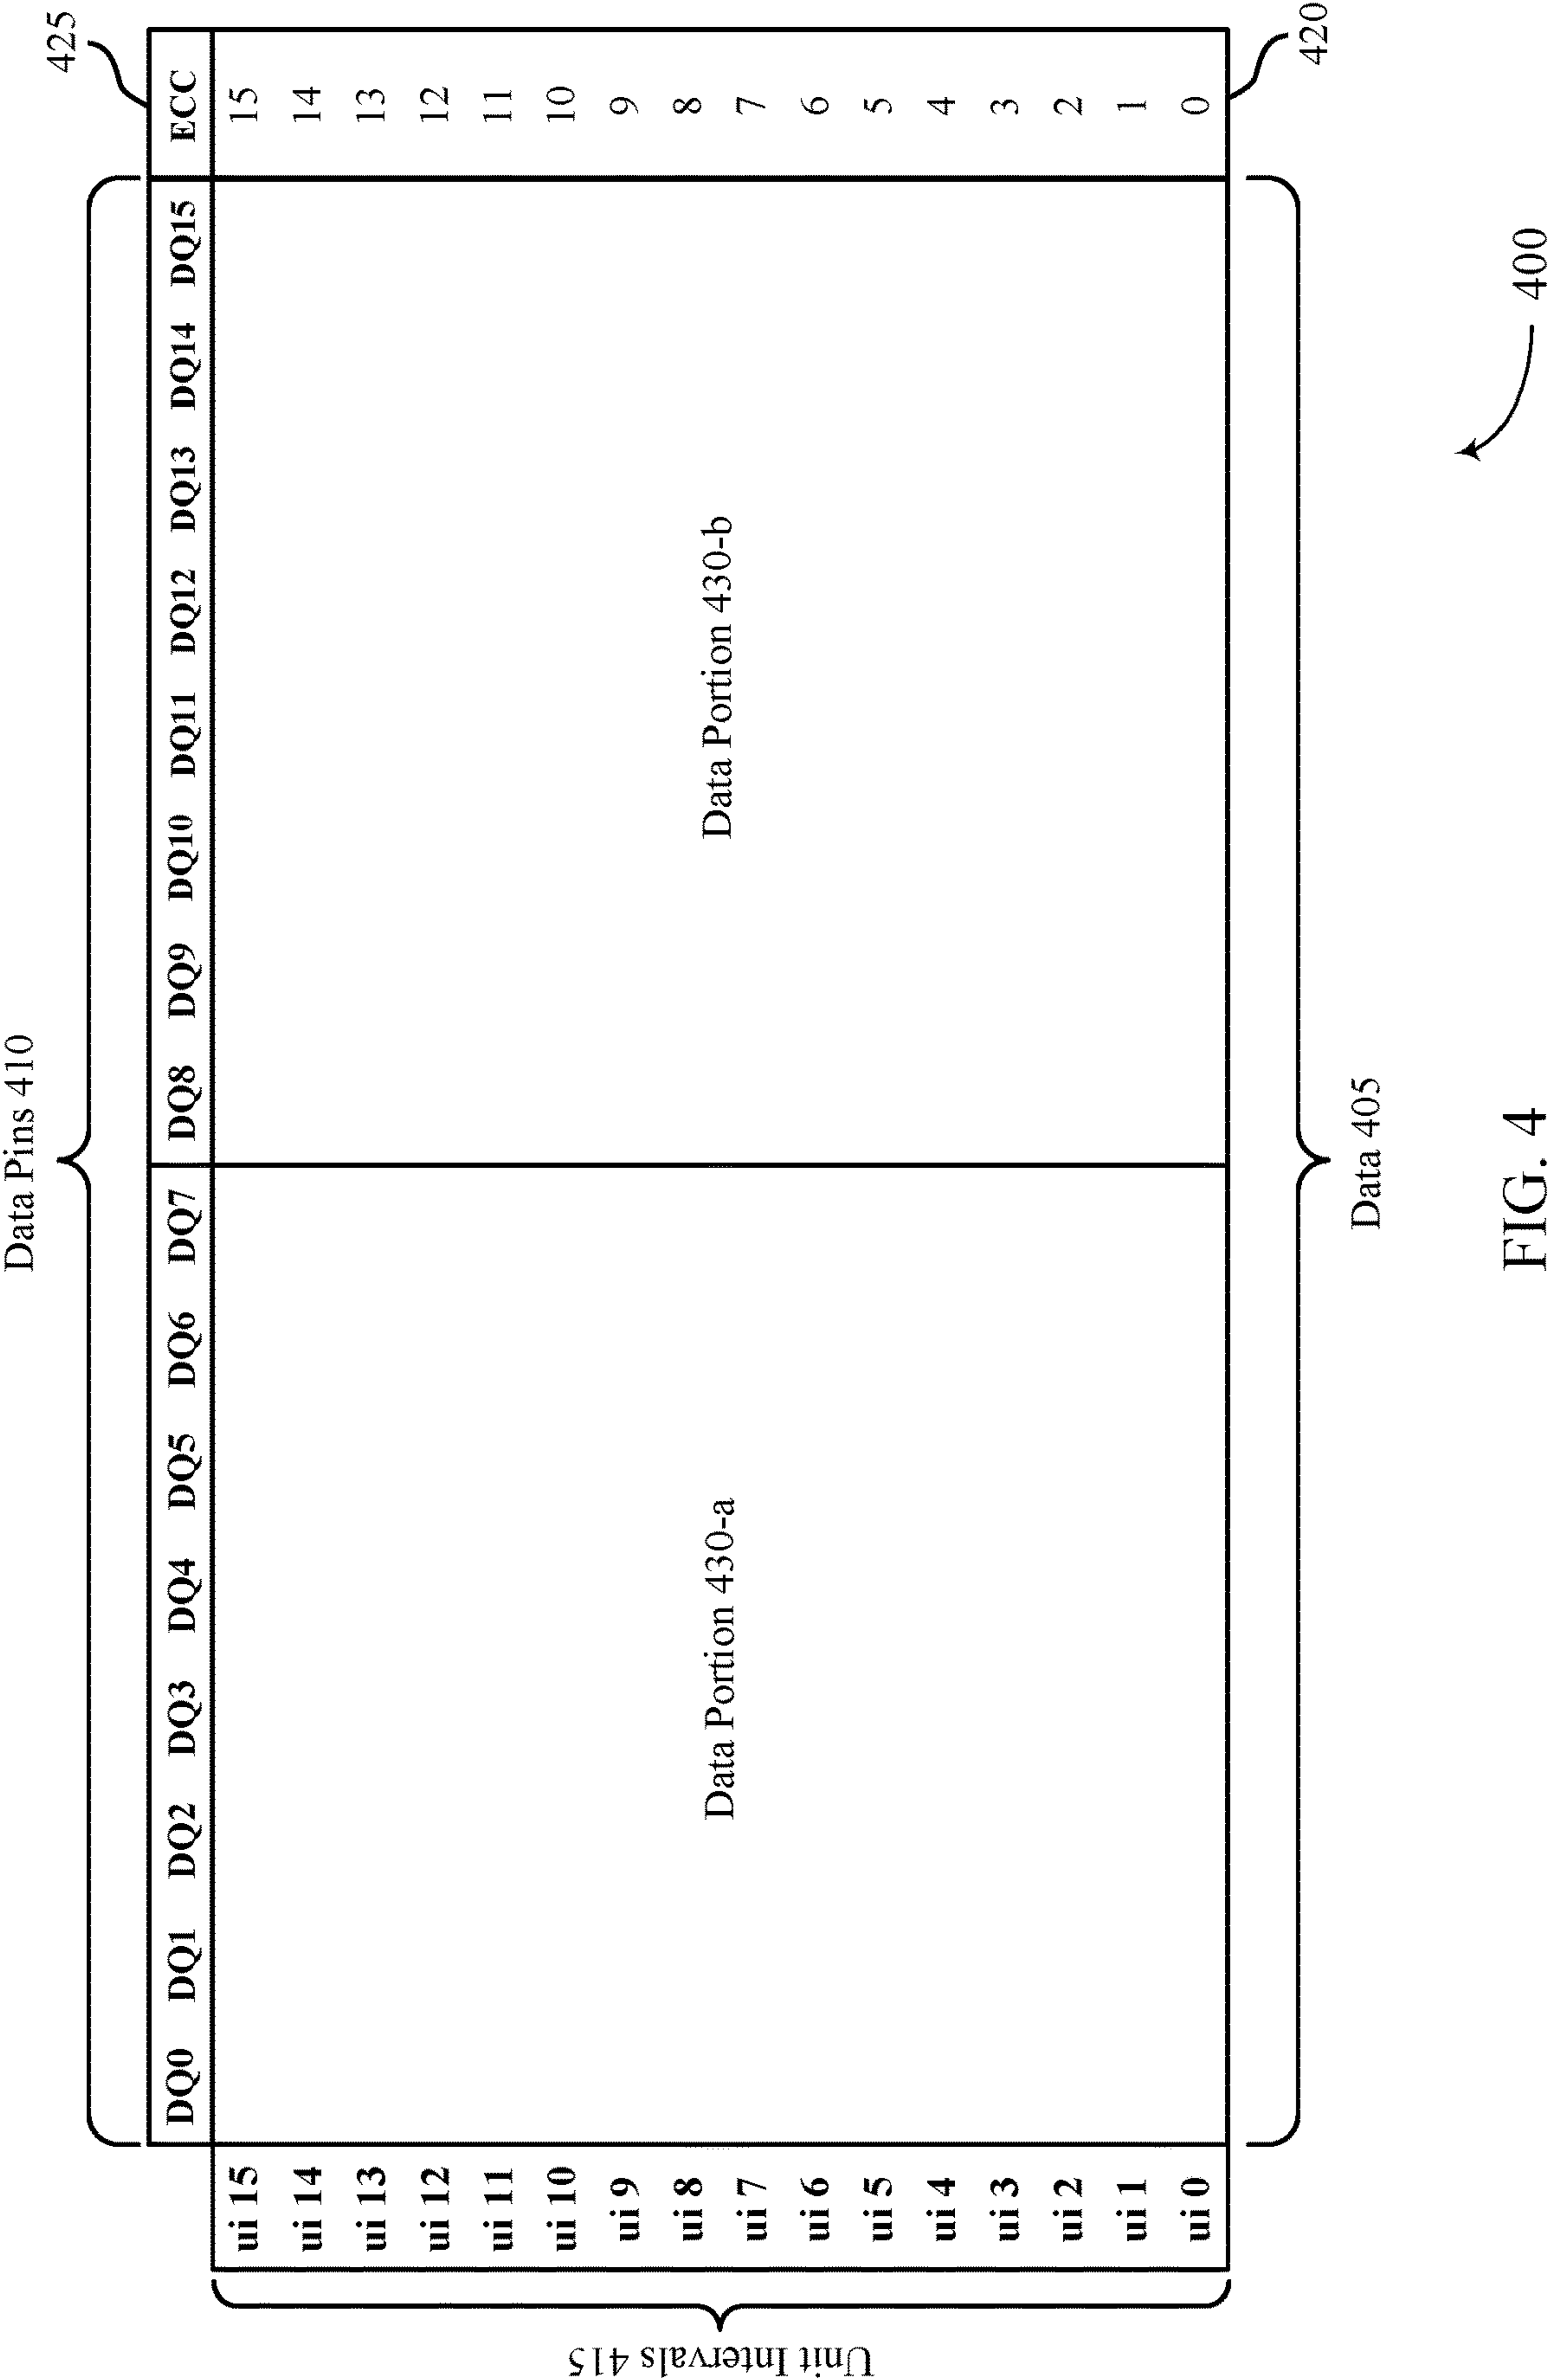 Data Pins 410
425
DQ0 DQ1 DQ2 DQ3 DQ4 DQ5 DQ6 DQ7 DQ8 DQ9 DQ10 DQ11 DQ12 DQ13 DQ14 DQ15 ECC
ui 15 15
ui 14 14
ui 13 13
ui 12 12
ui 11 11
ui 10 10
ui 9 9
ui 8 8
Unit Intervals 415
Data Portion 430-a Data Portion 430-b
ui 7 7
ui 6 6
ui 5 5
ui 4 4
ui 3 3
ui 2 2
ui 1 1
ui 0 0
420
Data 405
400
FIG. 4